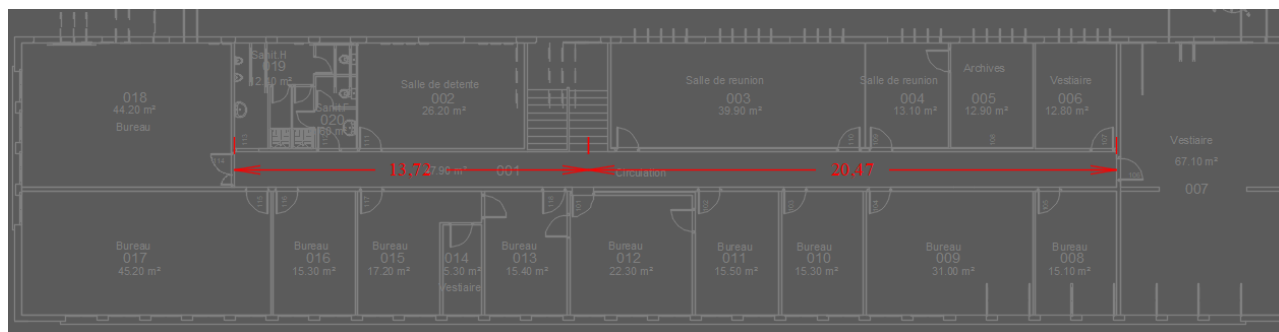 018
44.20 m²
Bureau
Sanit.H
019
Sanit.F
020
Salle de detente
002
26.20 m²
Salle de reunion
003
39.90 m²
Salle de reunion
004
13.10 m²
Archives
005
12.90 m²
Vestiaire
006
12.80 m²
Vestiaire
67.10 m²
007
13.72
001
Circulation
20.47
Bureau
017
45.20 m²
Bureau
016
15.30 m²
Bureau
015
17.20 m²
014
5.30 m²
Vestiaire
Bureau
013
15.40 m²
Bureau
012
22.30 m²
Bureau
011
15.50 m²
Bureau
010
15.30 m²
Bureau
009
31.00 m²
Bureau
008
15.10 m²